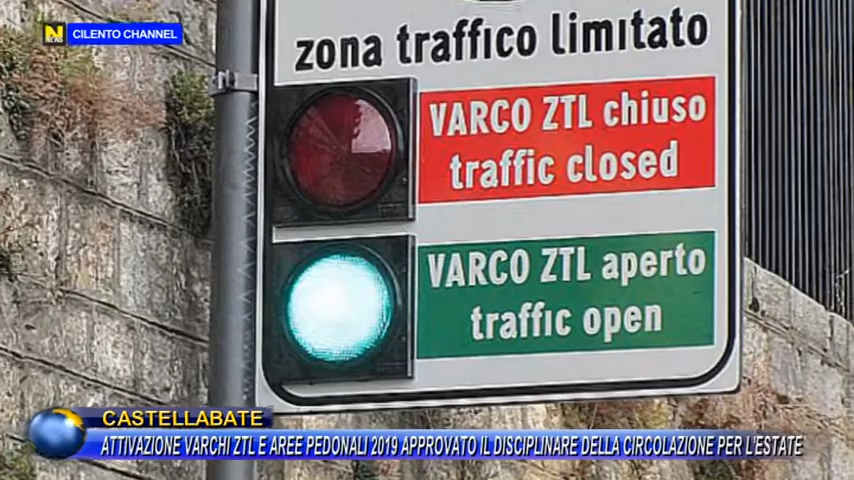 N
NEWS
CILENTO CHANNEL
zona traffico limitato
VARCO ZTL chiuso
traffic closed
VARCO ZTL aperto
traffic open
CASTELLABATE
ATTIVAZIONE VARCHI ZTL E AREE PEDONALI 2019 APPROVATO IL DISCIPLINARE DELLA CIRCOLAZIONE PER L'ESTATE